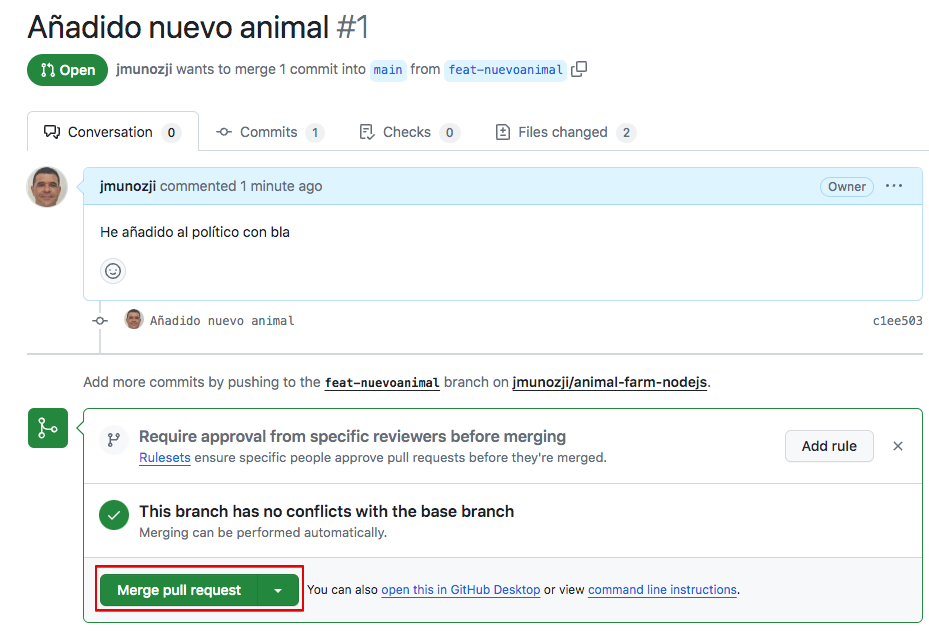 Añadido nuevo animal #1
Open jmunozji wants to merge 1 commit into main from feat-nuevoanimal
Conversation 0 Commits 1 Checks 0 Files changed 2
jmunozji commented 1 minute ago Owner
He añadido al político con bla
Añadido nuevo animal c1ee503
Add more commits by pushing to the feat-nuevoanimal branch on jmunozji/animal-farm-nodejs.
Require approval from specific reviewers before merging
Rulesets ensure specific people approve pull requests before they're merged.
Add rule
This branch has no conflicts with the base branch
Merging can be performed automatically.
Merge pull request You can also open this in GitHub Desktop or view command line instructions.